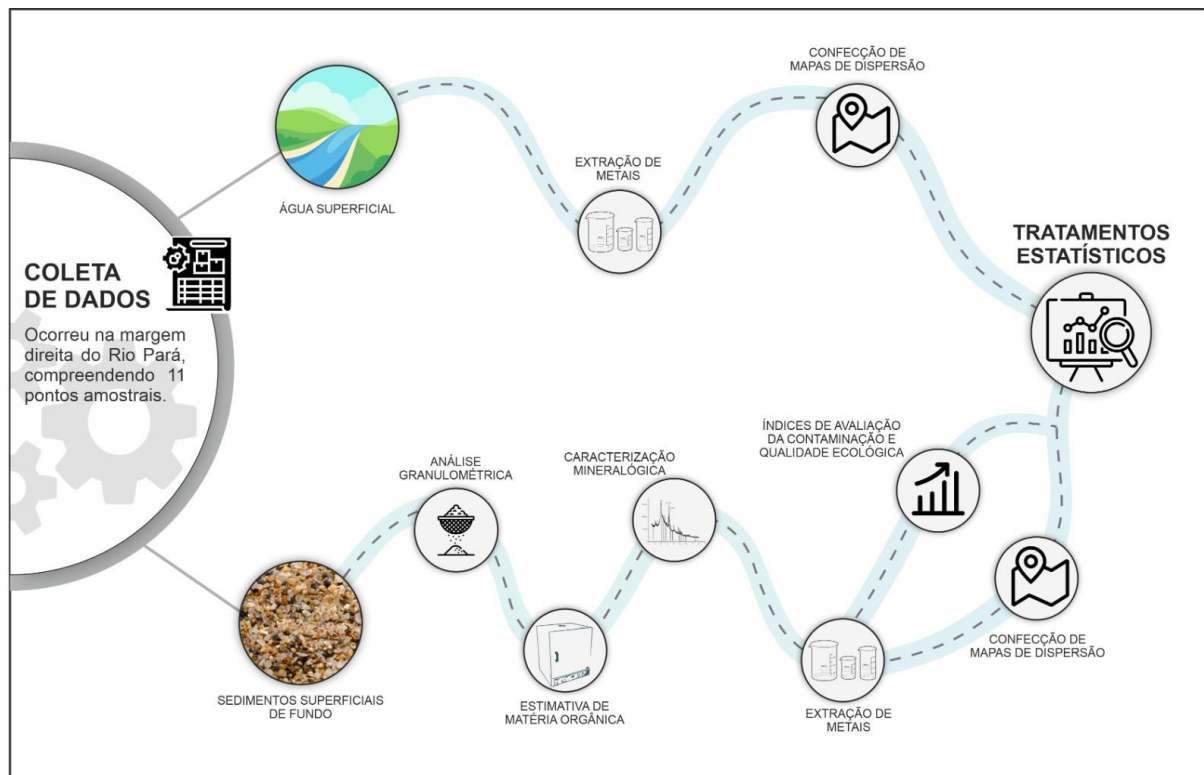 COLETA
DE DADOS
Ocorreu na margem
direita do Rio Pará,
compreendendo 11
pontos amostrais.
ÁGUA SUPERFICIAL
EXTRAÇÃO DE
METAIS
CONFECÇÃO DE
MAPAS DE DISPERSÃO
TRATAMENTOS
ESTATÍSTICOS
SEDIMENTOS SUPERFICIAIS
DE FUNDO
ANÁLISE
GRANULOMÉTRICA
ESTIMATIVA DE
MATÉRIA ORGÂNICA
CARACTERIZAÇÃO
MINERALÓGICA
EXTRAÇÃO DE
METAIS
ÍNDICES DE AVALIAÇÃO
DA CONTAMINAÇÃO E
QUALIDADE ECOLÓGICA
CONFECÇÃO DE
MAPAS DE DISPERSÃO